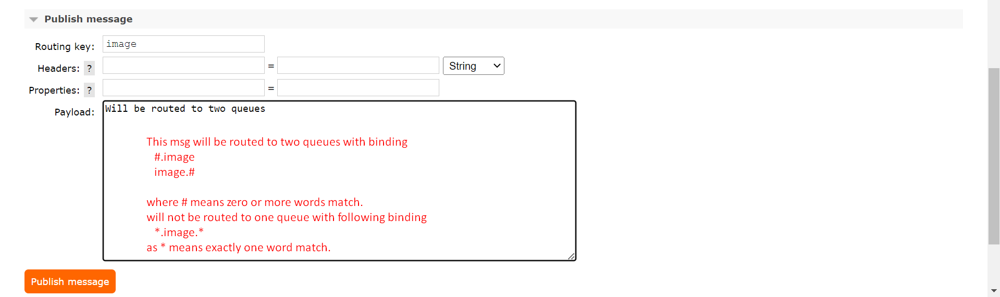 Publish message
Routing key: image
Headers: ? = String
Properties: ? =
Payload: Will be routed to two queues
This msg will be routed to two queues with binding
#.image
image.#
where # means zero or more words match.
will not be routed to one queue with following binding
*.image.*
as * means exactly one word match.
Publish message